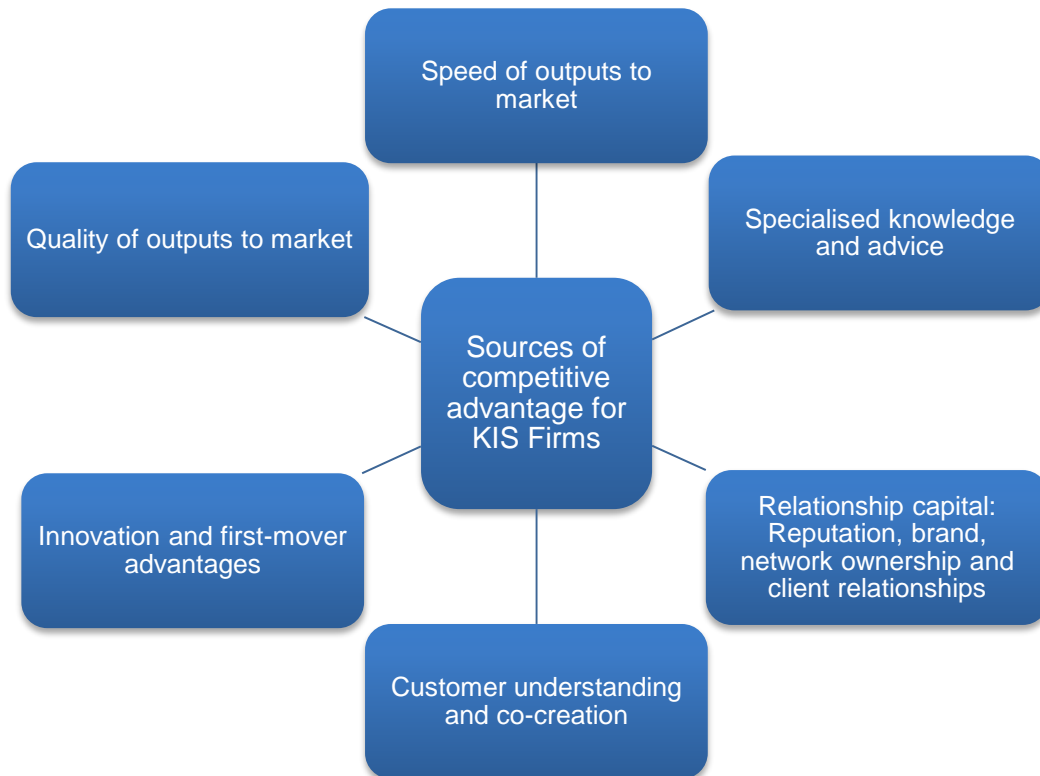 Speed of outputs to
market
Specialised knowledge
and advice
Relationship capital:
Reputation, brand,
network ownership and
client relationships
Customer understanding
and co-creation
Innovation and first-mover
advantages
Quality of outputs to market
Sources of
competitive
advantage for
KIS Firms